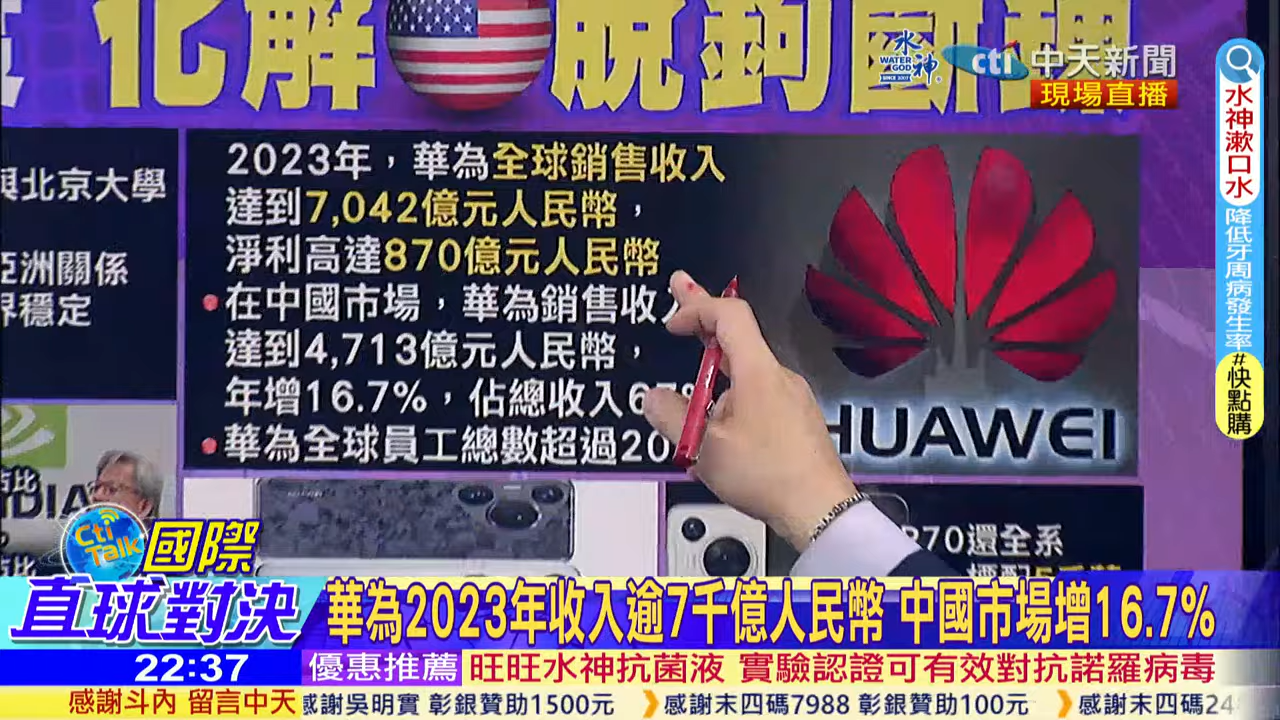 化解 脫鉤斷
水神
WATER GOD
SINCE 2007
cti 中天新聞
現場直播
水神漱口水
降低牙周病發生率
#快點購
與北京大學
亞洲關係
界穩定
2023年，華為全球銷售收入
達到7,042億元人民幣，
淨利高達870億元人民幣
在中國市場，華為銷售收入
達到4,713億元人民幣，
年增16.7%，佔總收入67%
華為全球員工總數超過20
HUAWEI
IDIA
70還全系
Cti Talk
國際
直球對決
華為2023年收入逾7千億人民幣 中國市場增16.7%
22:37
優惠推薦
旺旺水神抗菌液 實驗認證可有效對抗諾羅病毒
感謝斗內 留言中天
感謝吳明實 彰銀贊助1500元 感謝末四碼7988 彰銀贊助100元 感謝末四碼24